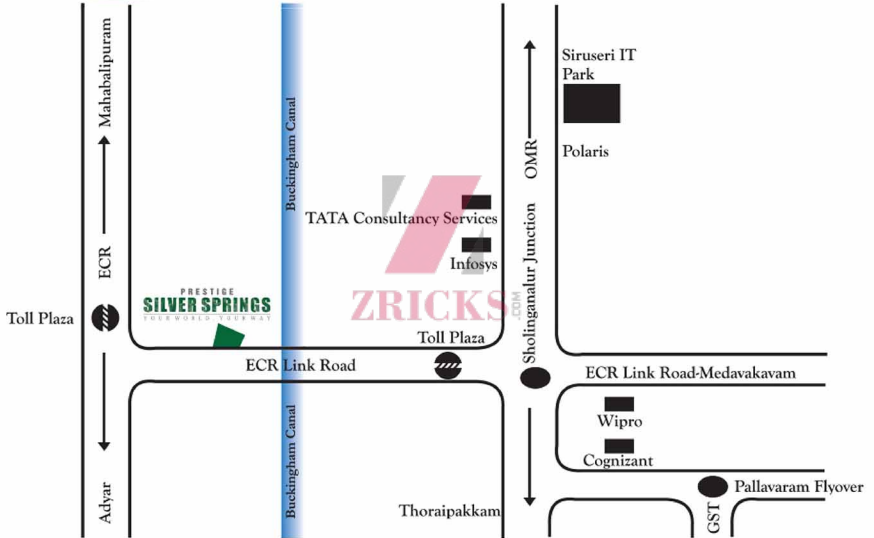 Mahabalipuram
ECR
Toll Plaza
Adyar
PRESTIGE
SILVER SPRINGS
YOUR WORLD. YOUR WAY
Buckingham Canal
ECR Link Road
Buckingham Canal
TATA Consultancy Services
Infosys
ZRICKS.COM
Toll Plaza
Thoraipakkam
OMR
Sholinganalur Junction
Siruseri IT
Park
Polaris
ECR Link Road-Medavakavam
Wipro
Cognizant
Pallavaram Flyover
GST